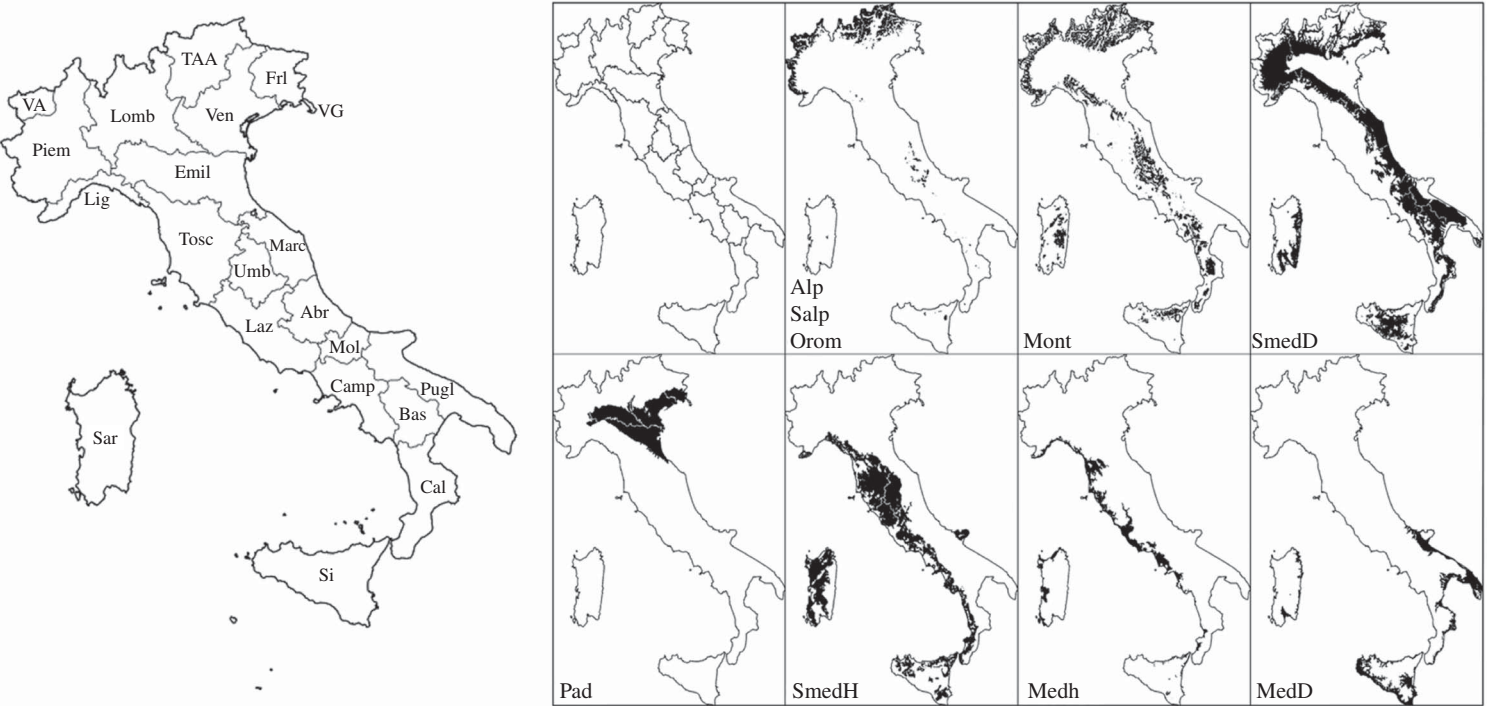 TAA
Frl
VA
Lomb
Ven
VG
Piem
Emil
Lig
Tosc
Marc
Umb
Abr
Laz
Mol
Camp
Pugl
Bas
Sar
Cal
Si
Alp
Salp
Orom
Mont
SmedD
Pad
SmedH
Medh
MedD